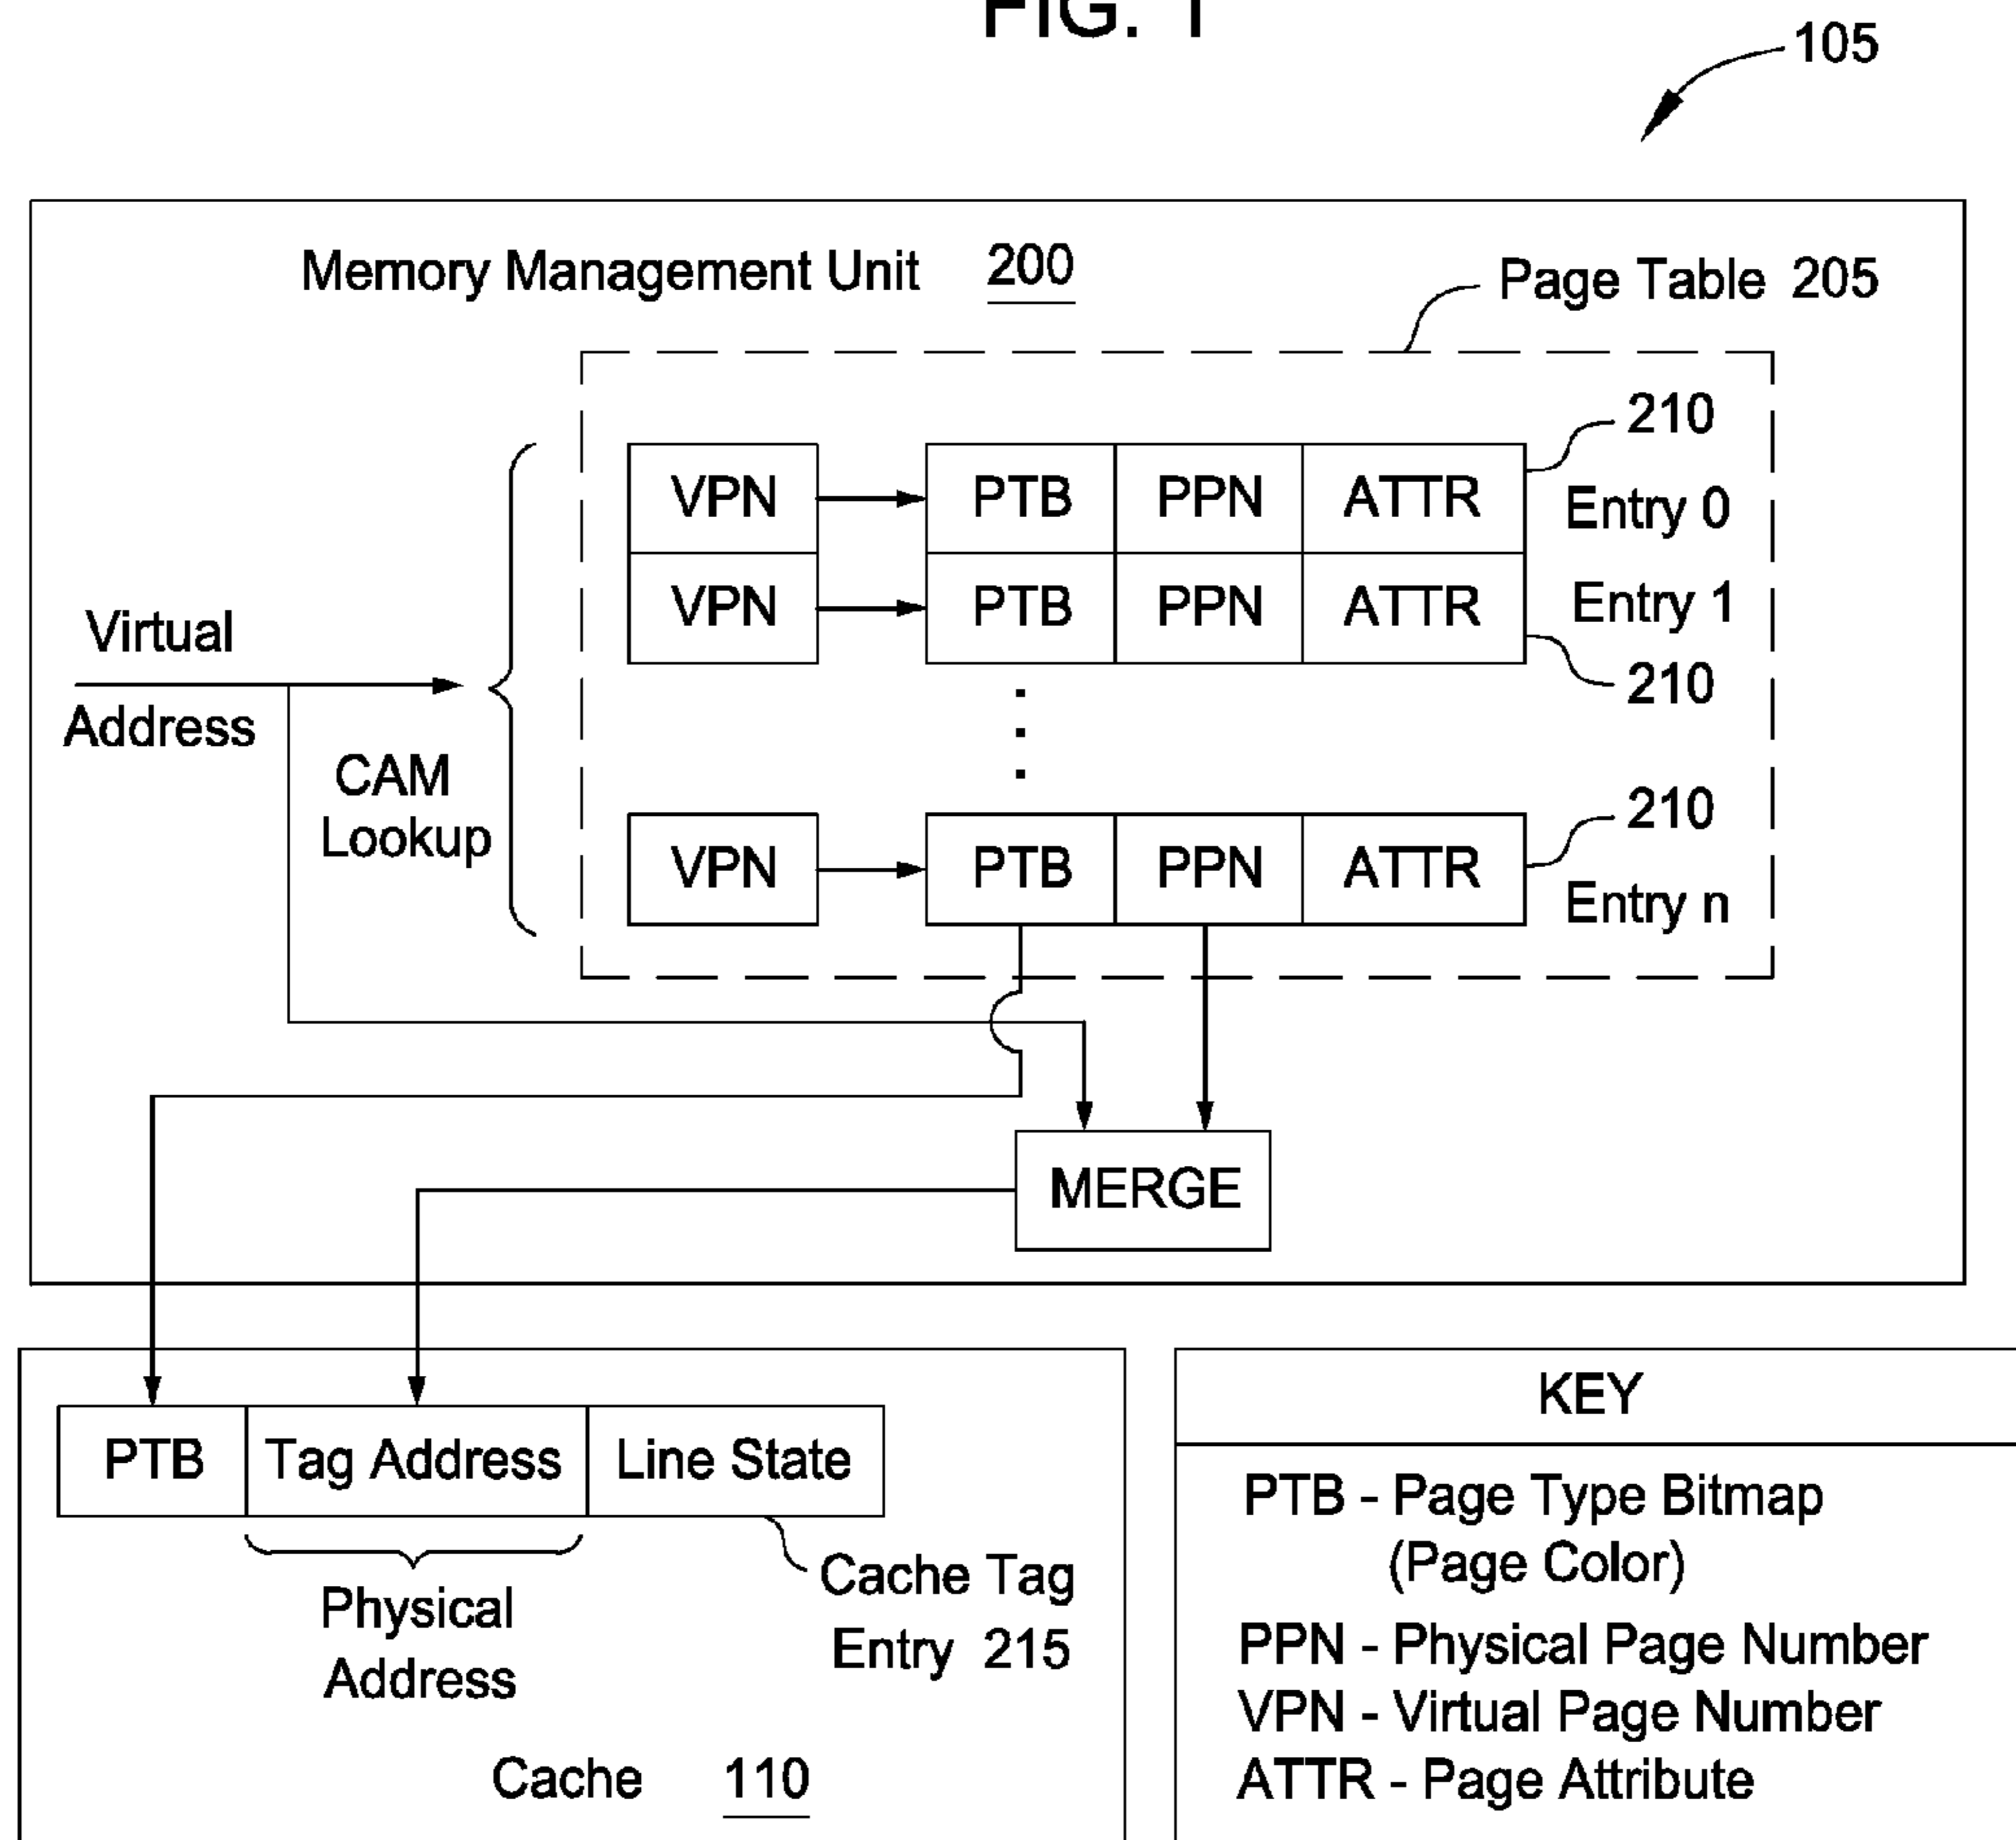 FIG. 1
105
Memory Management Unit 200
Page Table 205
210
VPN PTB PPN ATTR
Entry 0
VPN PTB PPN ATTR
Entry 1
210
Virtual
Address
CAM
Lookup
210
VPN PTB PPN ATTR
Entry n
MERGE
PTB Tag Address Line State
Cache Tag
Entry 215
Physical
Address
Cache 110
KEY
PTB - Page Type Bitmap
(Page Color)
PPN - Physical Page Number
VPN - Virtual Page Number
ATTR - Page Attribute